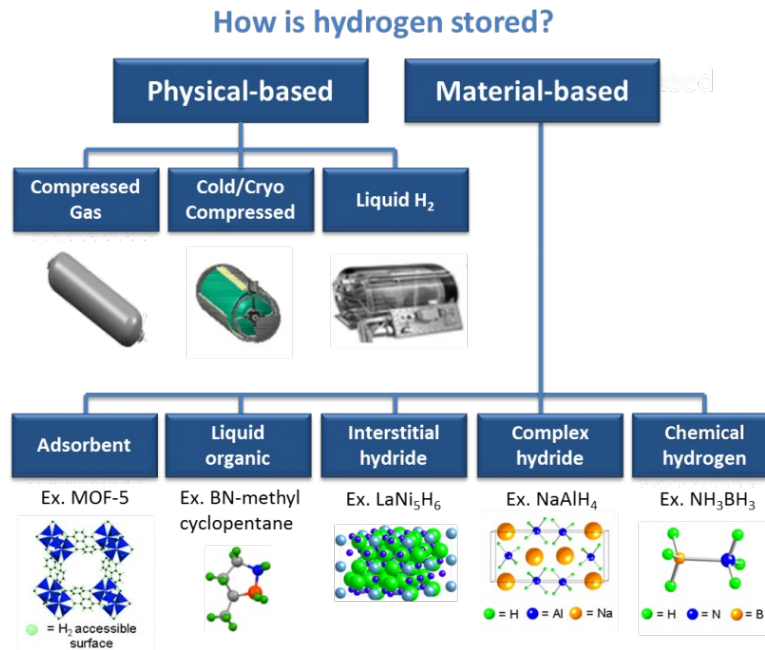 How is hydrogen stored?
Physical-based
Material-based
Compressed
Gas
Cold/Cryo
Compressed
Liquid H₂
Adsorbent
Liquid
organic
Interstitial
hydride
Complex
hydride
Chemical
hydrogen
Ex. MOF-5
Ex. BN-methyl
cyclopentane
Ex. LaNi₅H₆
Ex. NaAlH₄
Ex. NH₃BH₃
= H₂ accessible
surface
= H = Al = Na
= H = N = B